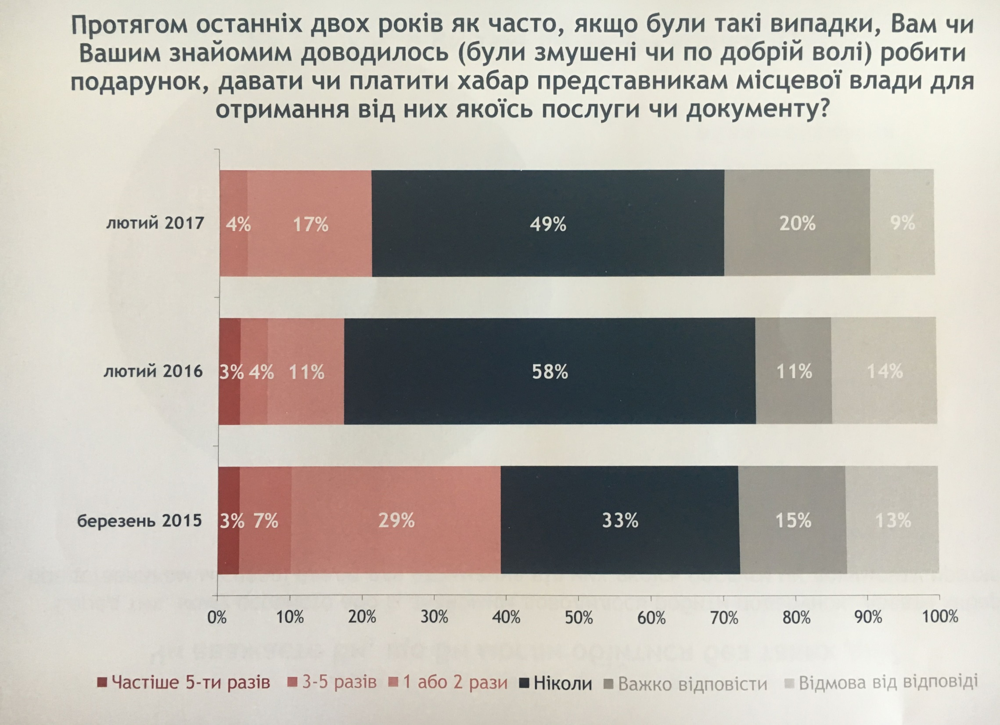 Протягом останніх двох років як часто, якщо були такі випадки, Вам чи
Вашим знайомим доводилось (були змушені чи по добрій волі) робити
подарунок, давати чи платити хабар представникам місцевої влади для
отримання від них якоїсь послуги чи документу?
лютий 2017 4% 17% 49% 20% 9%
лютий 2016 3% 4% 11% 58% 11% 14%
березень 2015 3% 7% 29% 33% 15% 13%
0% 10% 20% 30% 40% 50% 60% 70% 80% 90% 100%
Частіше 5-ти разів 3-5 разів 1 або 2 рази Ніколи Важко відповісти Відмова від відповіді